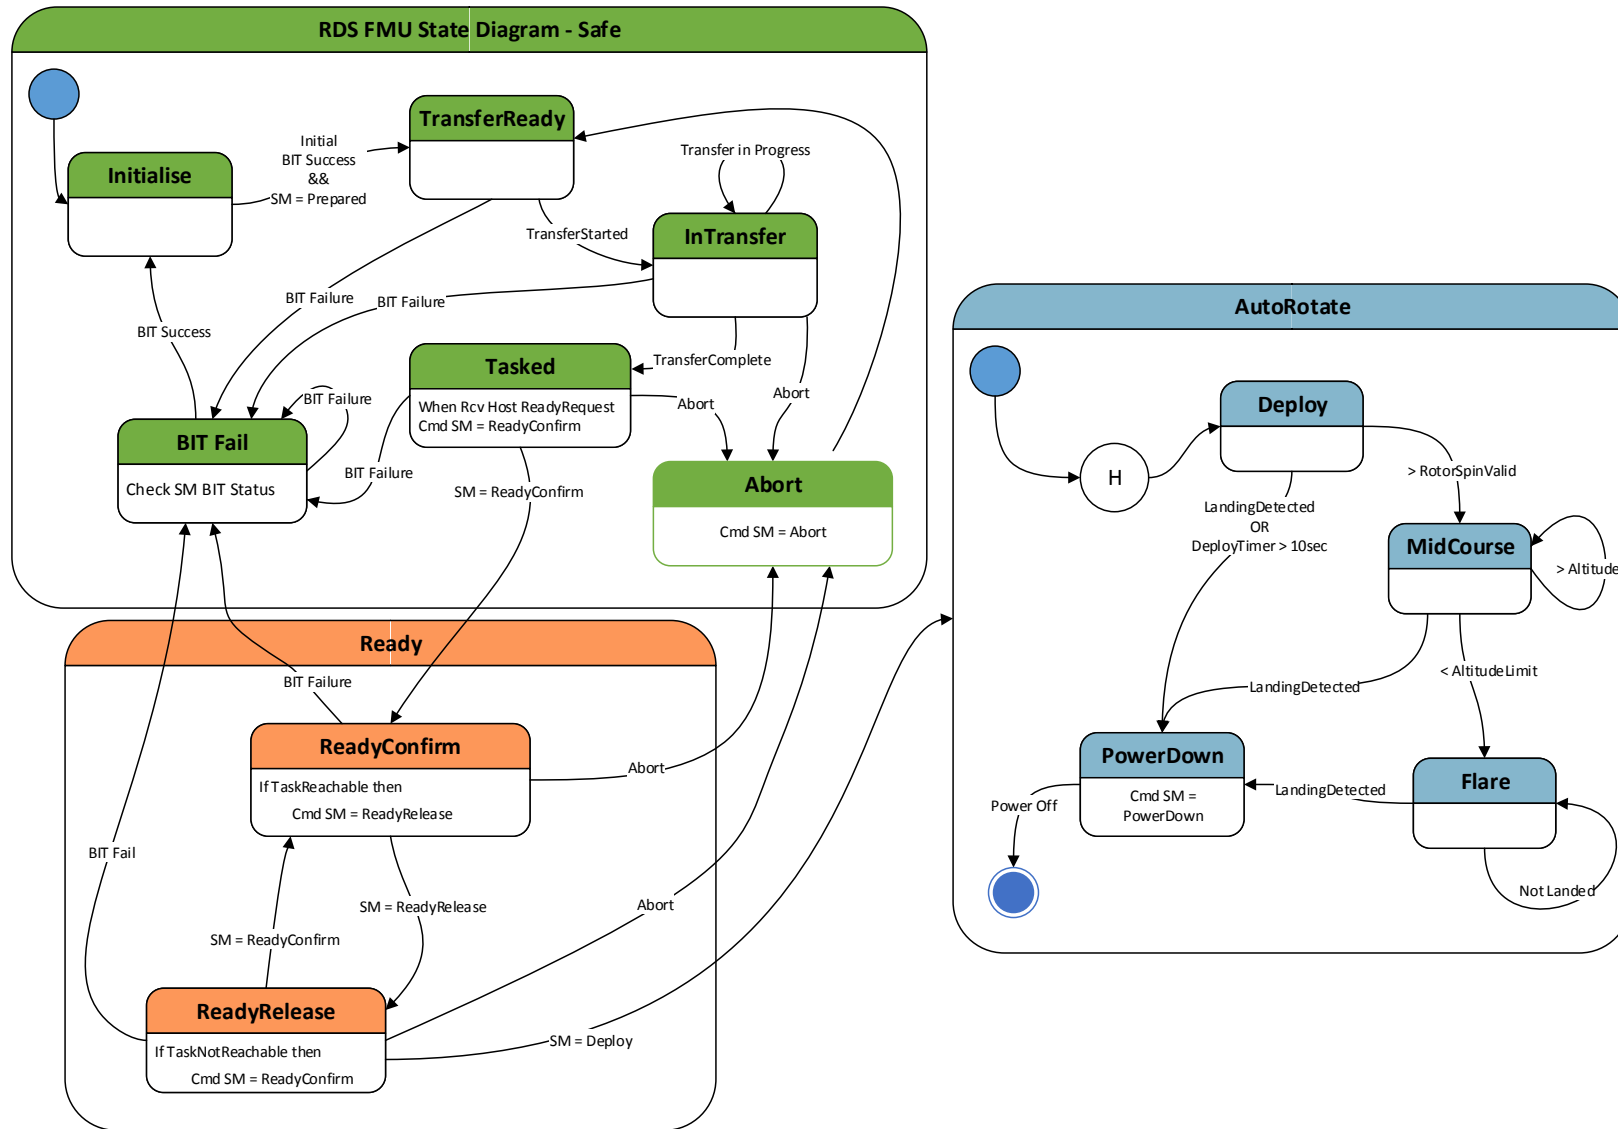 RDS FMU State Diagram - Safe
TransferReady
Initial
BIT Success
&&
SM = Prepared
Transfer in Progress
Initialise
InTransfer
TransferStarted
BIT Failure
BIT Failure
BIT Success
TransferComplete
Tasked
When Rcv Host ReadyRequest
Cmd SM = ReadyConfirm
Abort
Abort
BIT Failure
BIT Fail
Check SM BIT Status
BIT Failure
SM = ReadyConfirm
Abort
Cmd SM = Abort
Ready
BIT Failure
ReadyConfirm
If TaskReachable then
Cmd SM = ReadyRelease
Abort
BIT Fail
SM = ReadyRelease
Abort
SM = ReadyConfirm
ReadyRelease
If TaskNotReachable then
Cmd SM = ReadyConfirm
SM = Deploy
AutoRotate
Deploy
H
> RotorSpinValid
LandingDetected
OR
DeployTimer > 10sec
MidCourse
> Altitude
< AltitudeLimit
LandingDetected
PowerDown
Cmd SM =
PowerDown
Flare
LandingDetected
Power Off
Not Landed